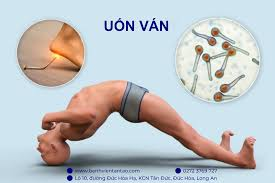 UỐN VÁN
www.benhvientantao.com 0272 3769 727
Lô 10, đường Đức Hòa Hạ, KCN Tân Đức, Đức Hòa, Long An